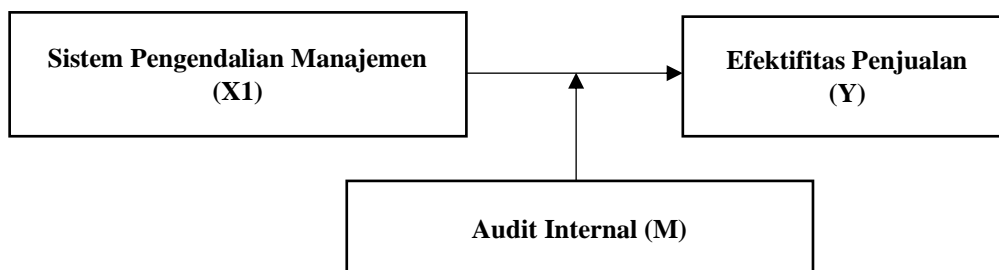 Sistem Pengendalian Manajemen
(X1)
Efektifitas Penjualan
(Y)
Audit Internal (M)